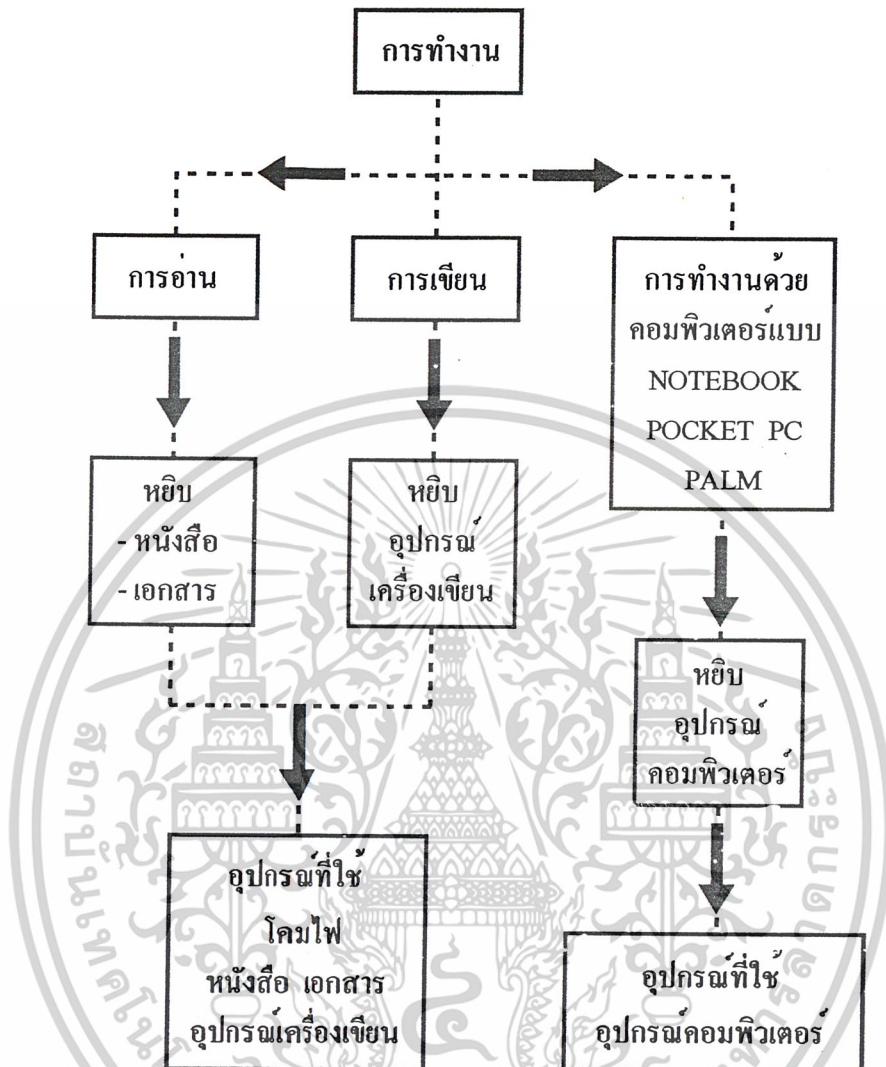 การทำงาน
การอ่าน
การเขียน
การทำงานด้วย
คอมพิวเตอร์แบบ
NOTEBOOK
POCKET PC
PALM
หยิบ
- หนังสือ
- เอกสาร
หยิบ
อุปกรณ์
เครื่องเขียน
หยิบ
อุปกรณ์
คอมพิวเตอร์
อุปกรณ์ที่ใช้
โคมไฟ
หนังสือ เอกสาร
อุปกรณ์เครื่องเขียน
อุปกรณ์ที่ใช้
อุปกรณ์คอมพิวเตอร์